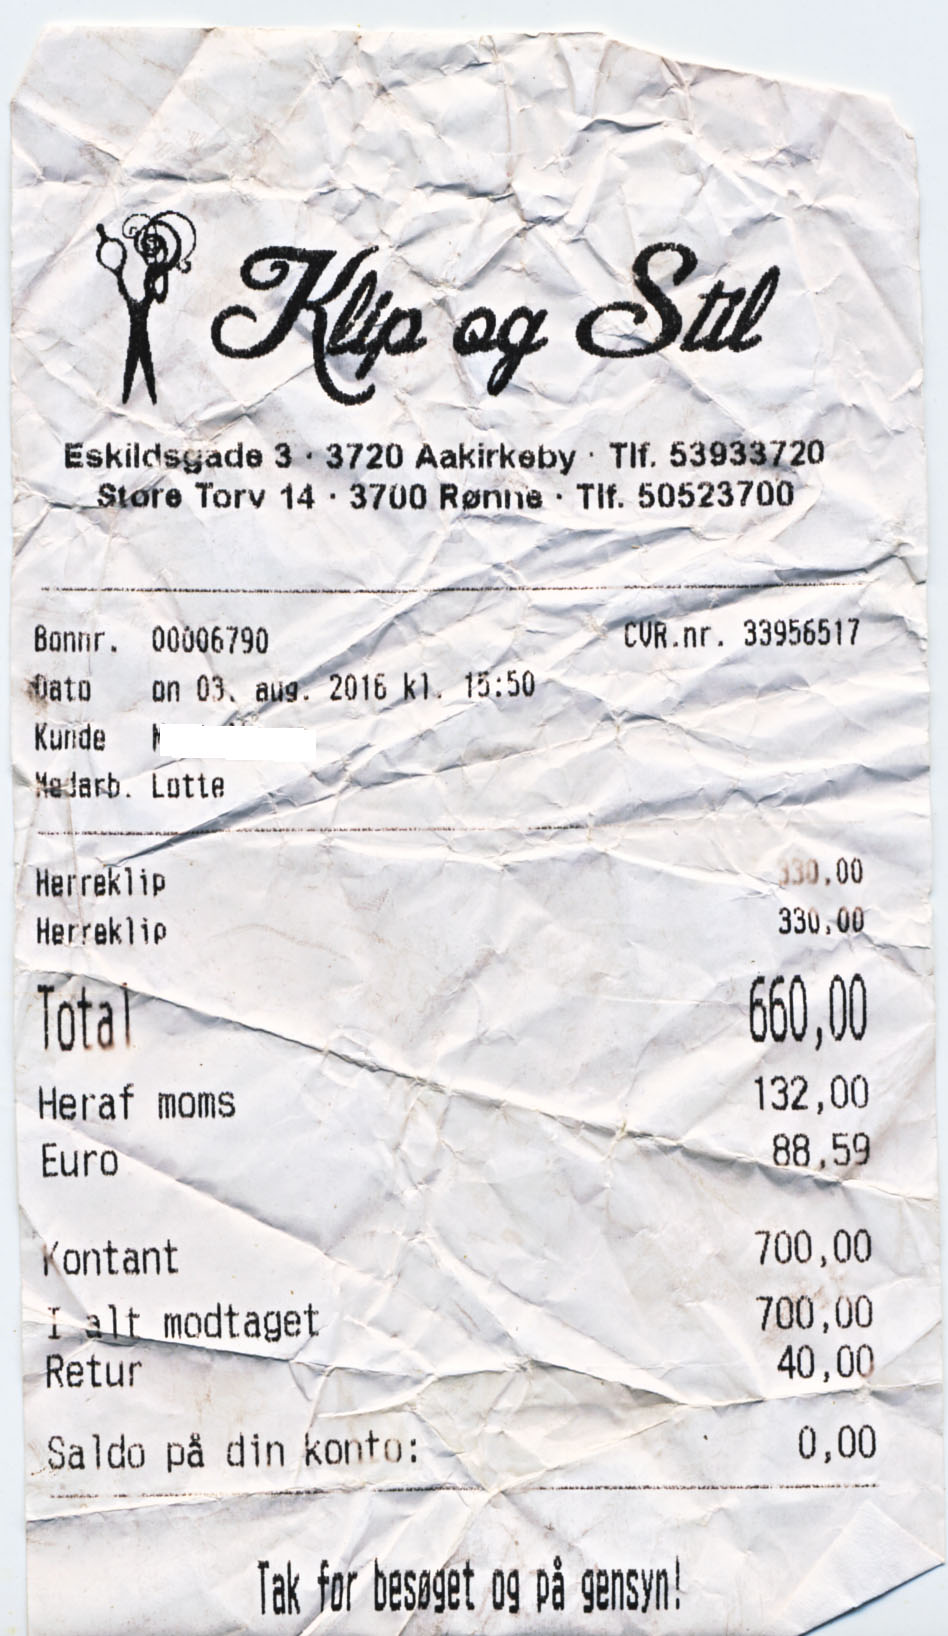 Klip og Stil
Eskildsgade 3 · 3720 Aakirkeby · Tlf. 53933720
Store Torv 14 · 3700 Rønne · Tlf. 50523700
Bonnr. 00006790 CVR.nr. 33956517
Dato on 03. aug. 2016 kl. 15:50
Kunde
Medarb. Lotte
Herreklip 330,00
Herreklip 330,00
Total 660,00
Heraf moms 132,00
Euro 88,59
Kontant 700,00
I alt modtaget 700,00
Retur 40,00
Saldo på din konto: 0,00
Tak for besøget og på gensyn!